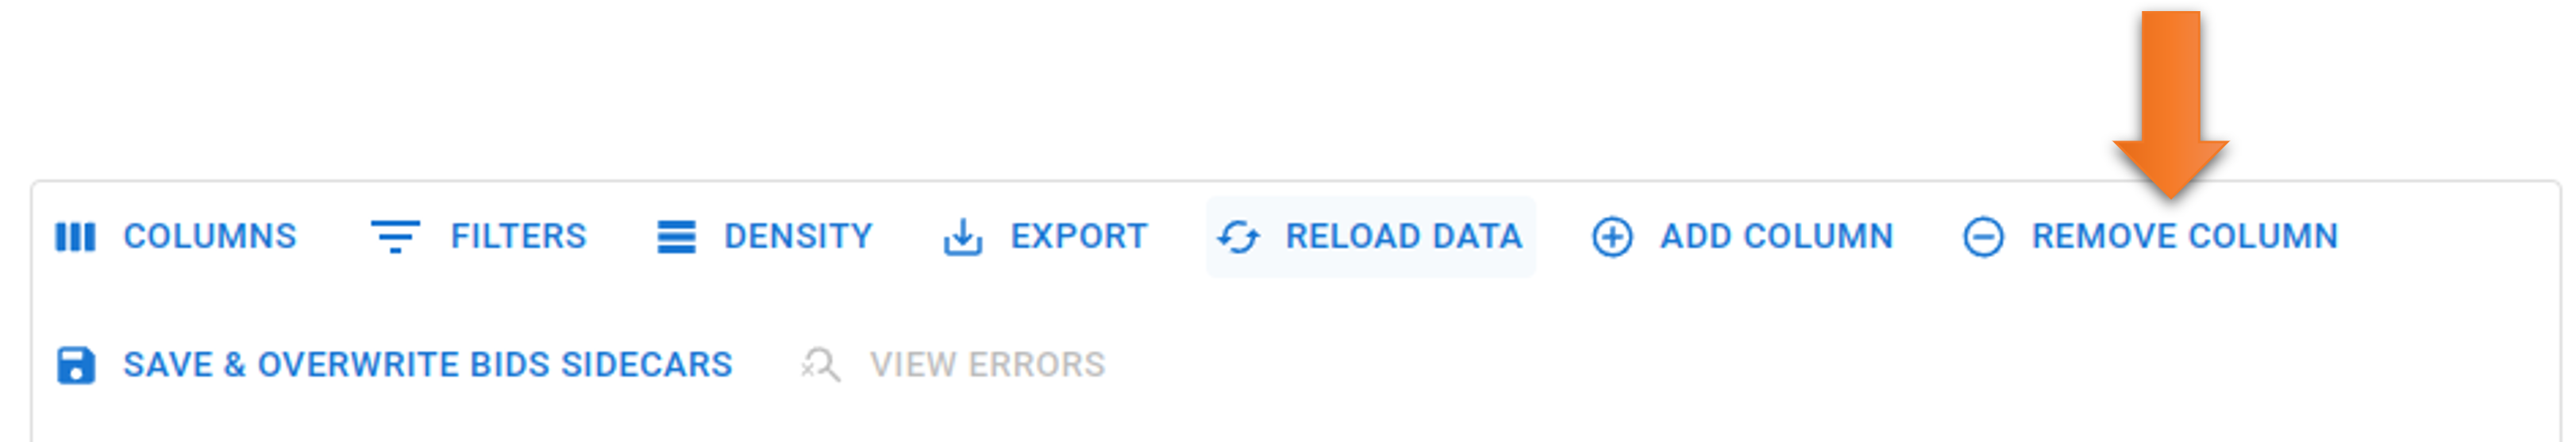 COLUMNS FILTERS DENSITY EXPORT RELOAD DATA ADD COLUMN REMOVE COLUMN
SAVE & OVERWRITE BIDS SIDECARS VIEW ERRORS